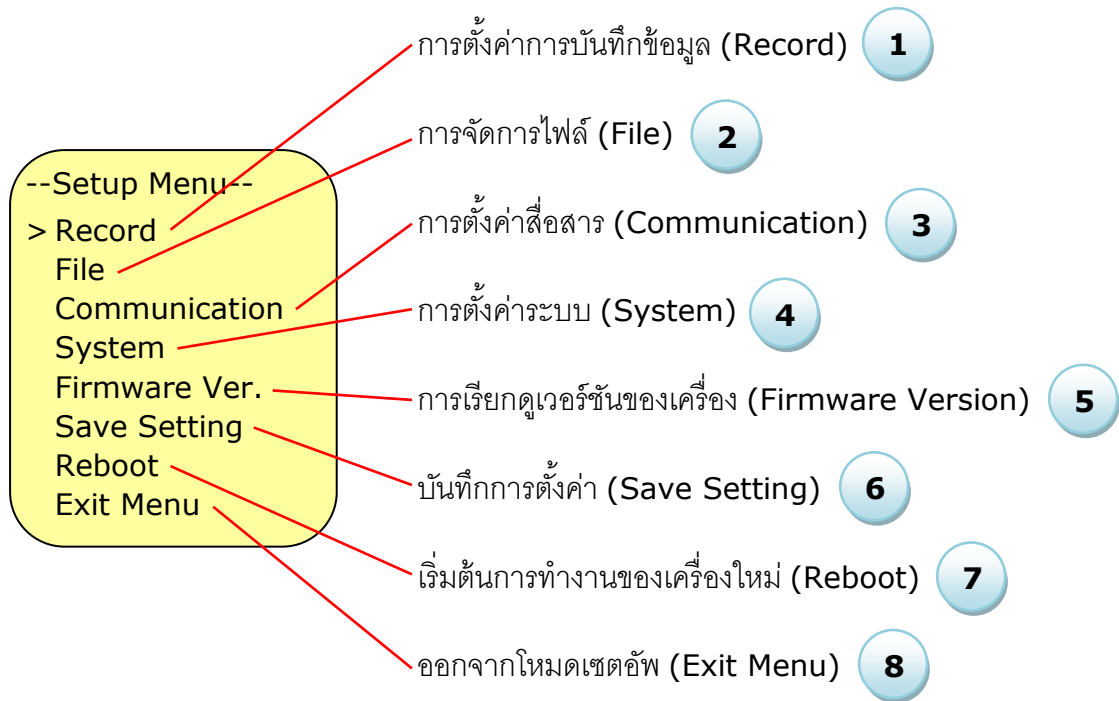 --Setup Menu--
> Record
File
Communication
System
Firmware Ver.
Save Setting
Reboot
Exit Menu
การตั้งค่าการบันทึกข้อมูล (Record) 1
การจัดการไฟล์ (File) 2
การตั้งค่าสื่อสาร (Communication) 3
การตั้งค่าระบบ (System) 4
การเรียกดูเวอร์ชันของเครื่อง (Firmware Version) 5
บันทึกการตั้งค่า (Save Setting) 6
เริ่มต้นการทำงานของเครื่องใหม่ (Reboot) 7
ออกจากโหมดเซตอัพ (Exit Menu) 8